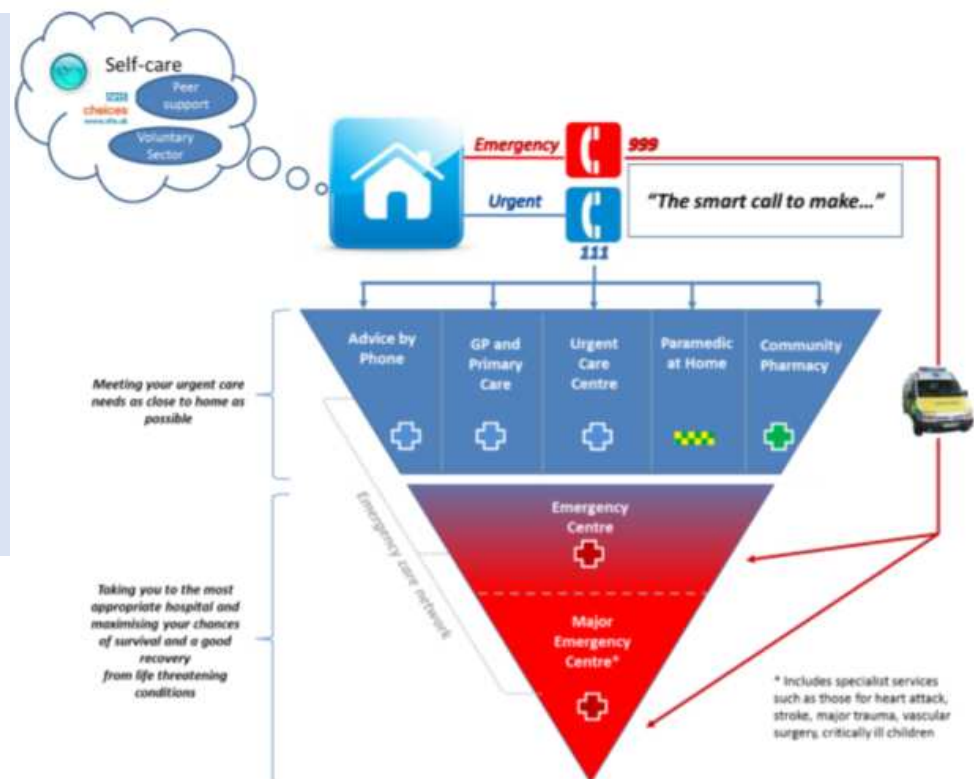 Self-care
Peer
support
NHS
choices
Voluntary
Sector
Emergency
999
Urgent
111
“The smart call to make...”
Advice by
Phone
GP and
Primary
Care
Urgent
Care
Centre
Paramedic
at Home
Community
Pharmacy
Meeting your urgent care
needs as close to home as
possible
Emergency care network
Emergency
Centre
Taking you to the most
appropriate hospital and
maximising your chances
of survival and a good
recovery
from life threatening
conditions
Major
Emergency
Centre*
* Includes specialist services
such as those for heart attack,
stroke, major trauma, vascular
surgery, critically ill children